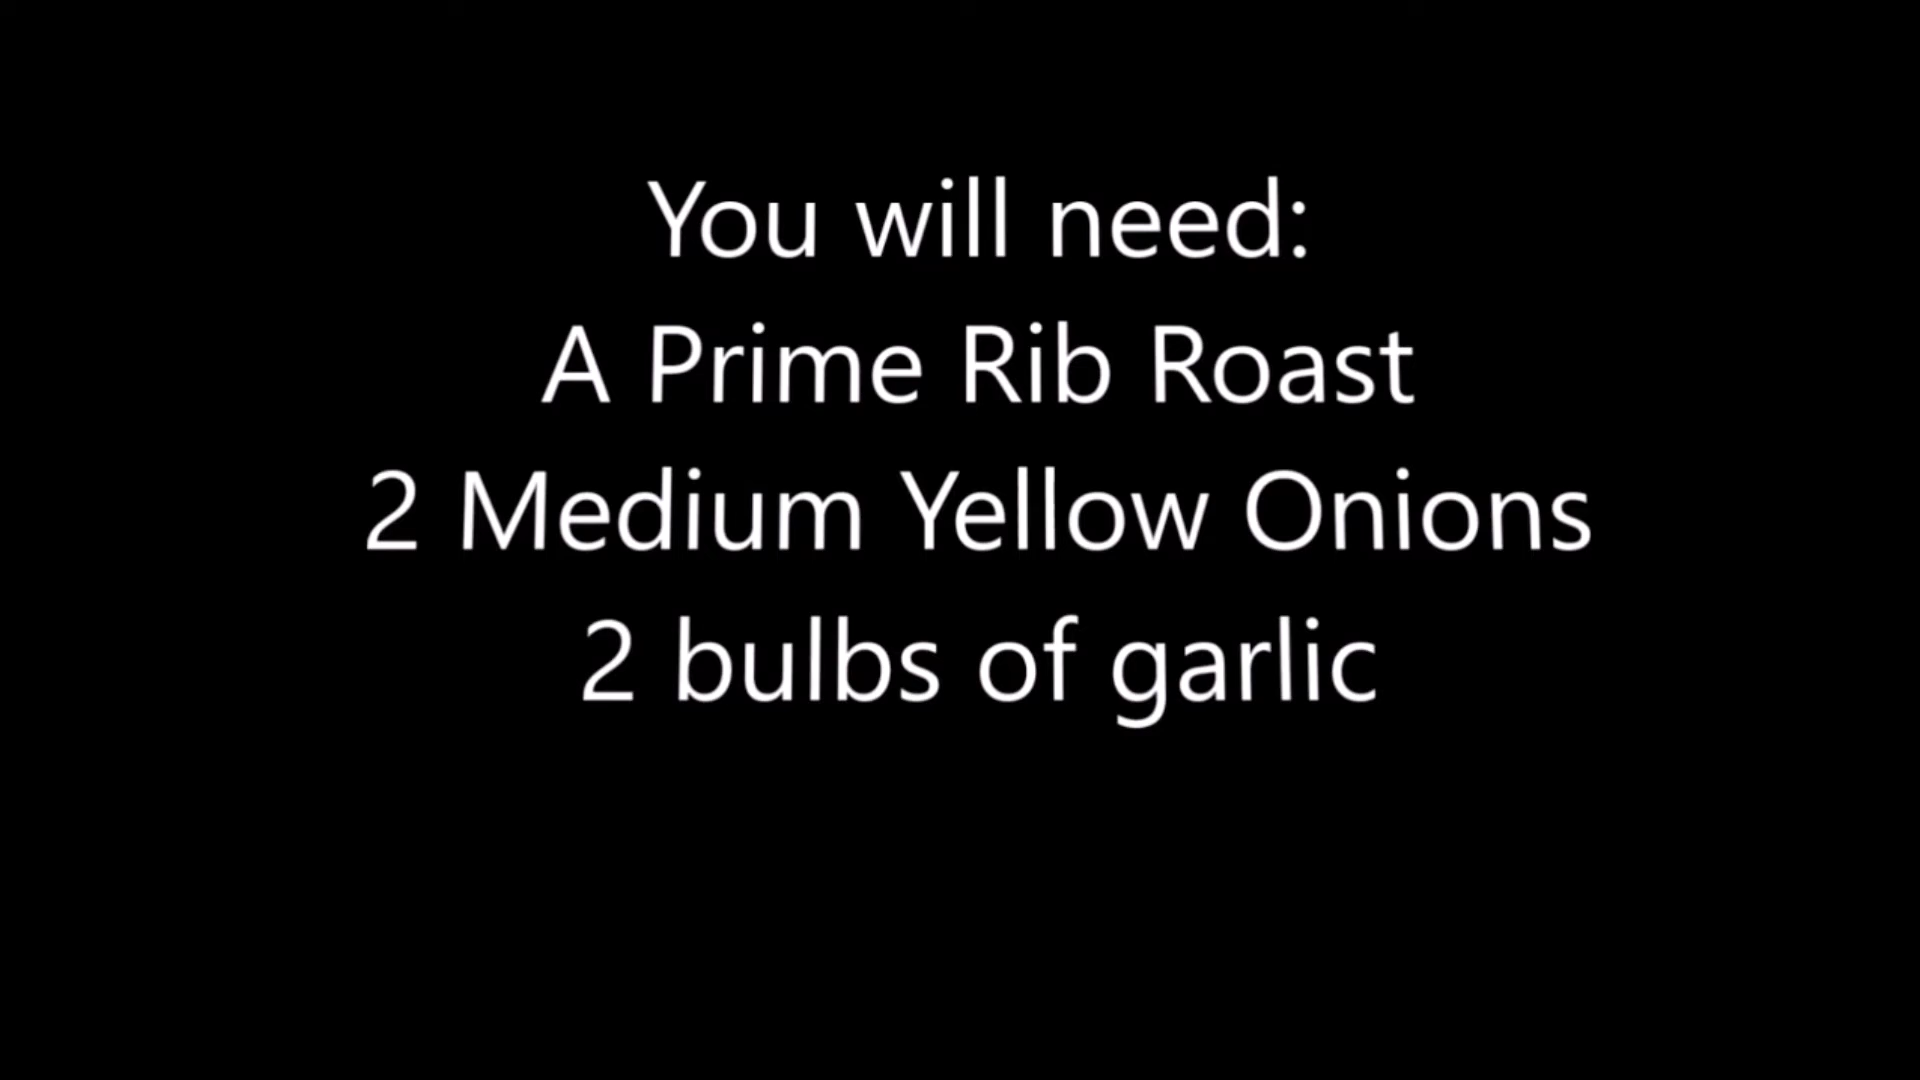 You will need:
A Prime Rib Roast
2 Medium Yellow Onions
2 bulbs of garlic